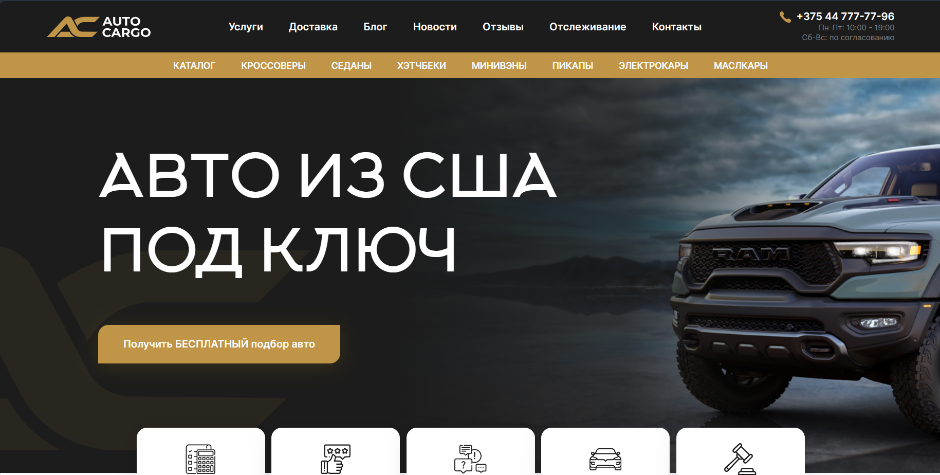 AUTO
CARGO
Услуги Доставка Блог Новости Отзывы Отслеживание Контакты
+375 44 777-77-96
Пн-Пт: 10:00 - 19:00
Сб-Вс: по согласованию
КАТАЛОГ КРОССОВЕРЫ СЕДАНЫ ХЭТЧБЕКИ МИНИВЭНЫ ПИКАПЫ ЭЛЕКТРОКАРЫ МАСЛКАРЫ
АВТО ИЗ США
ПОД КЛЮЧ
RAM
Получить БЕСПЛАТНЫЙ подбор авто